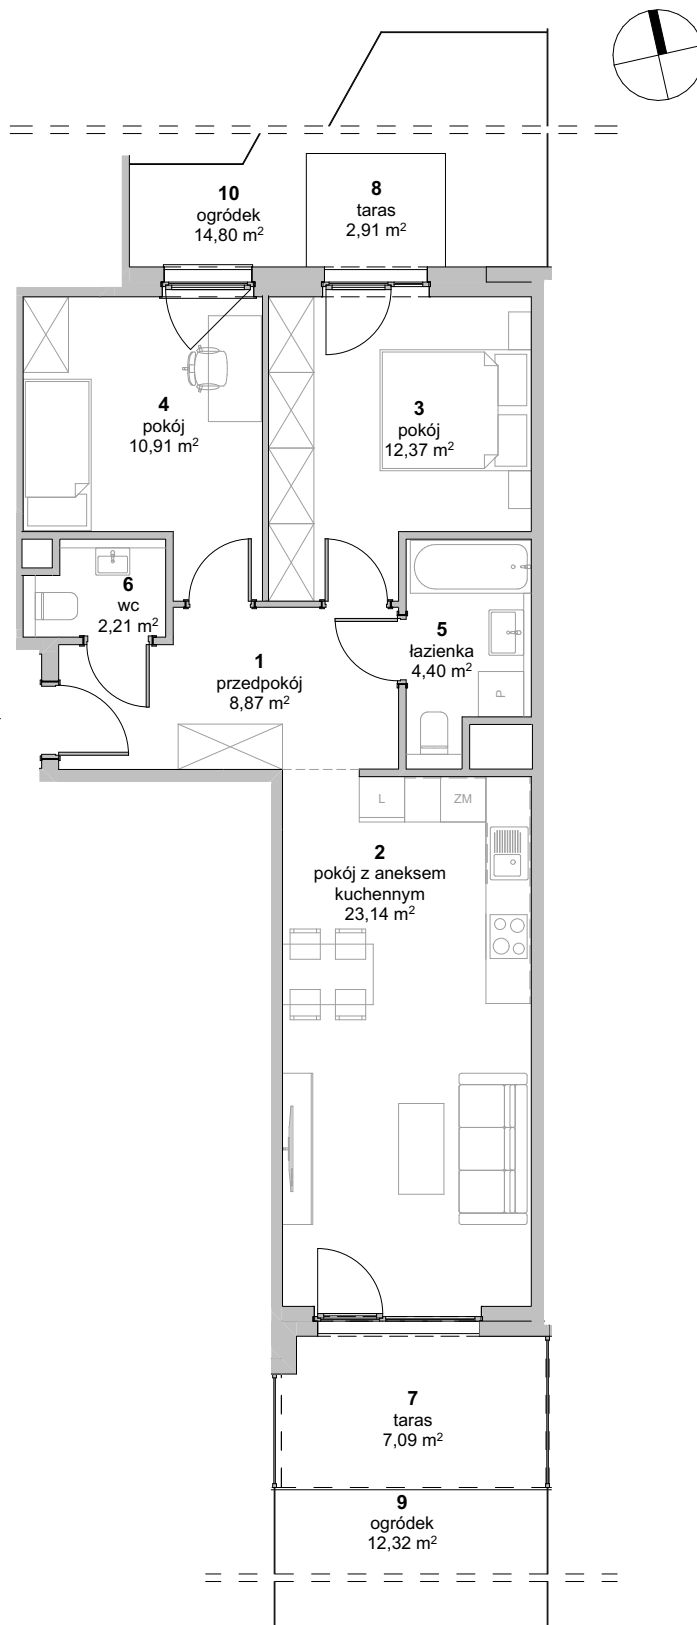 10
ogródek
14,80 m²
8
taras
2,91 m²
4
pokój
10,91 m²
3
pokój
12,37 m²
6
wc
2,21 m²
5
łazienka
4,40 m²
P
1
przedpokój
8,87 m²
L
ZM
2
pokój z aneksem
kuchennym
23,14 m²
7
taras
7,09 m²
9
ogródek
12,32 m²